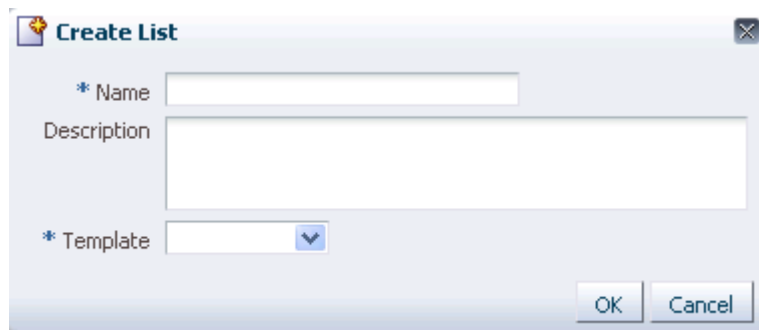 Create List
* Name
Description
* Template
OK Cancel